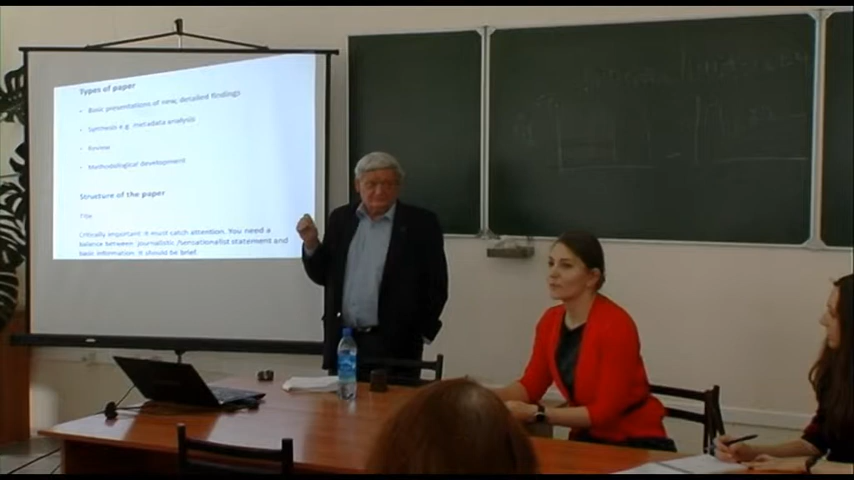 Types of paper
• Basic presentations of new, detailed findings
• Synthesis e.g. metadata analysis
• Review
• Methodological development
Structure of the paper
Title
Critically important: it must catch attention. You need a
balance between journalistic /sensationalist statement and
basic information. It should be brief.